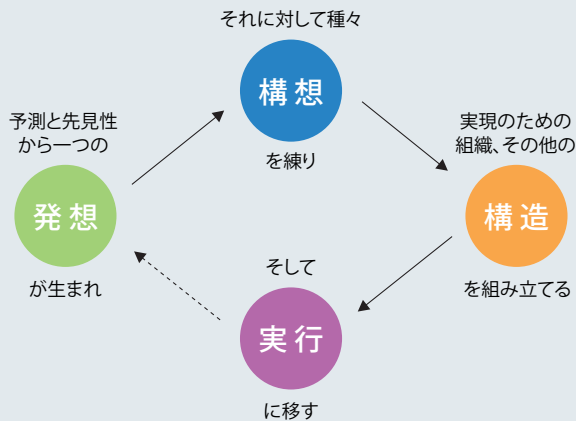 予測と先見性
から一つの
発想
が生まれ
それに対して種々
構想
を練り
実現のための
組織、その他の
構造
を組み立てる
そして
実行
に移す